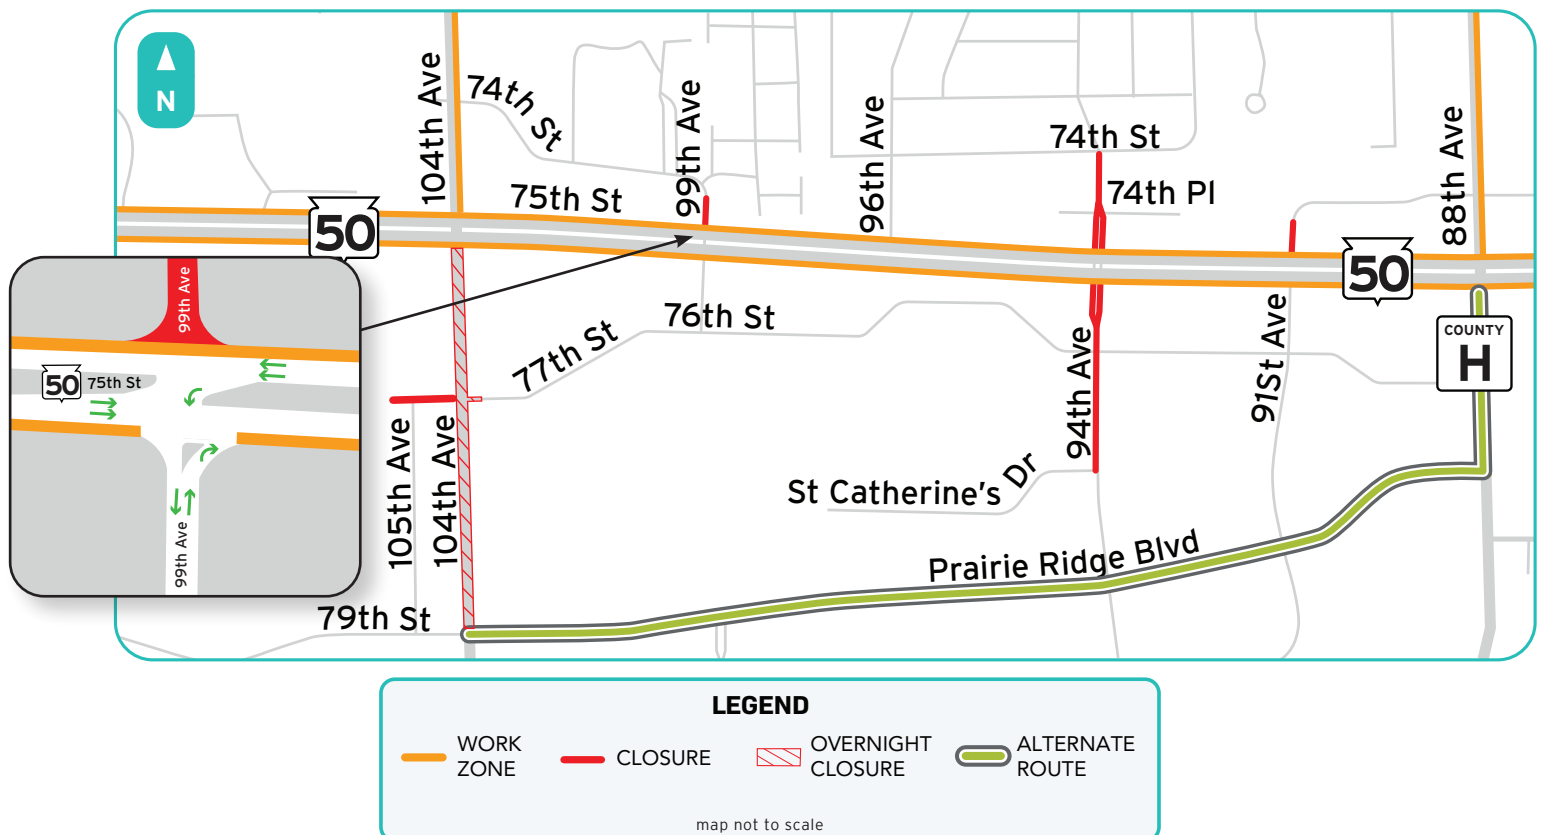 N
104th Ave
74th St
99th Ave
96th Ave
74th St
74th Pl
88th Ave
75th St
50
50
COUNTY
H
99th Ave
50
75th St
99th Ave
76th St
77th St
91St Ave
94th Ave
105th Ave
104th Ave
St Catherine's Dr
Prairie Ridge Blvd
79th St
LEGEND
WORK
ZONE
CLOSURE
OVERNIGHT
CLOSURE
ALTERNATE
ROUTE
map not to scale